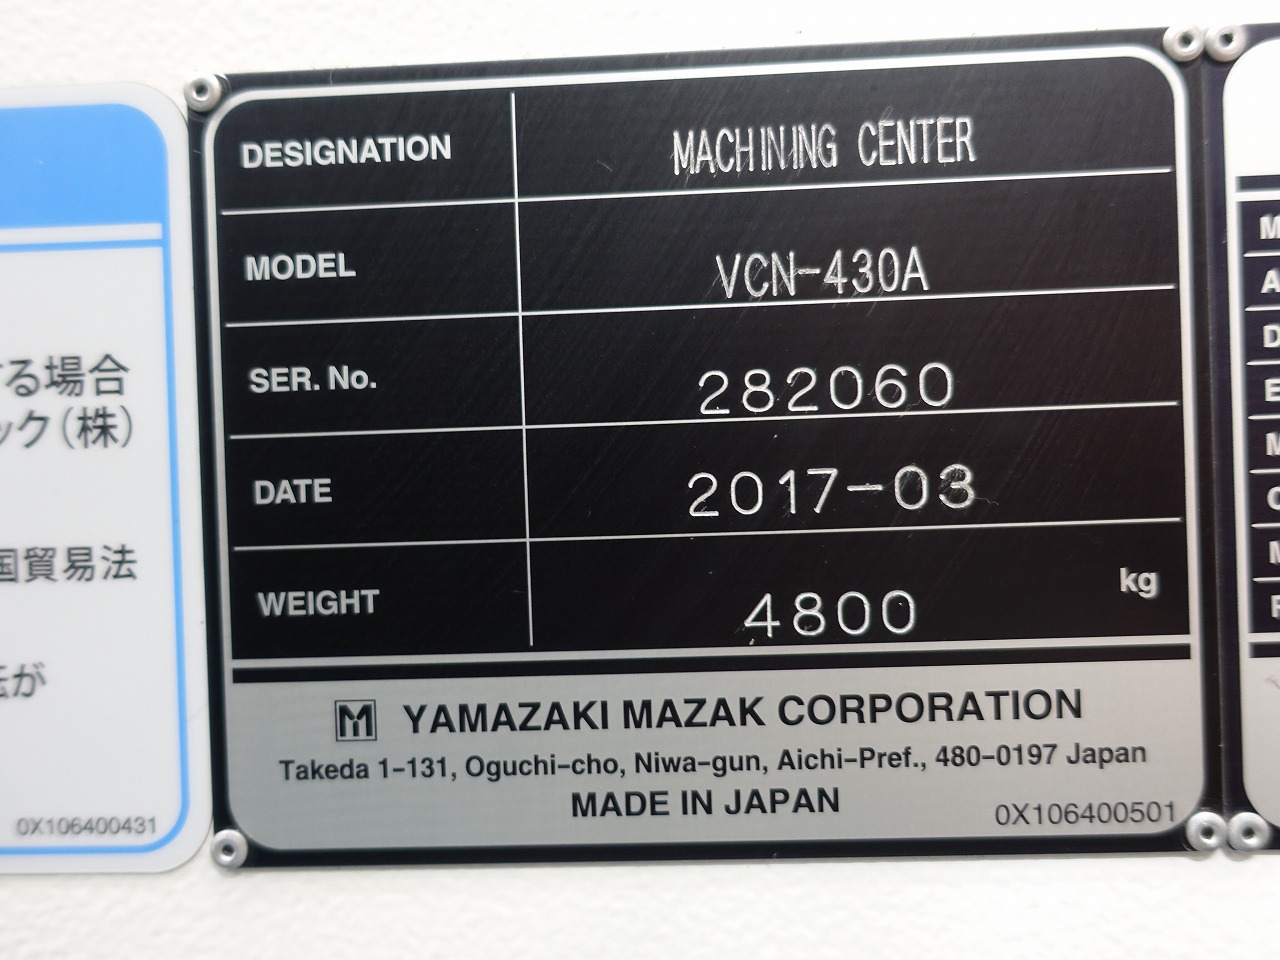 する場合
ック（株）
国貿易法
法が
0X106400431
DESIGNATION MACHINING CENTER
MODEL VCN-430A
SER. No. 282060
DATE 2017-03
WEIGHT 4800 kg
YAMAZAKI MAZAK CORPORATION
Takeda 1-131, Oguchi-cho, Niwa-gun, Aichi-Pref., 480-0197 Japan
MADE IN JAPAN
0X106400501